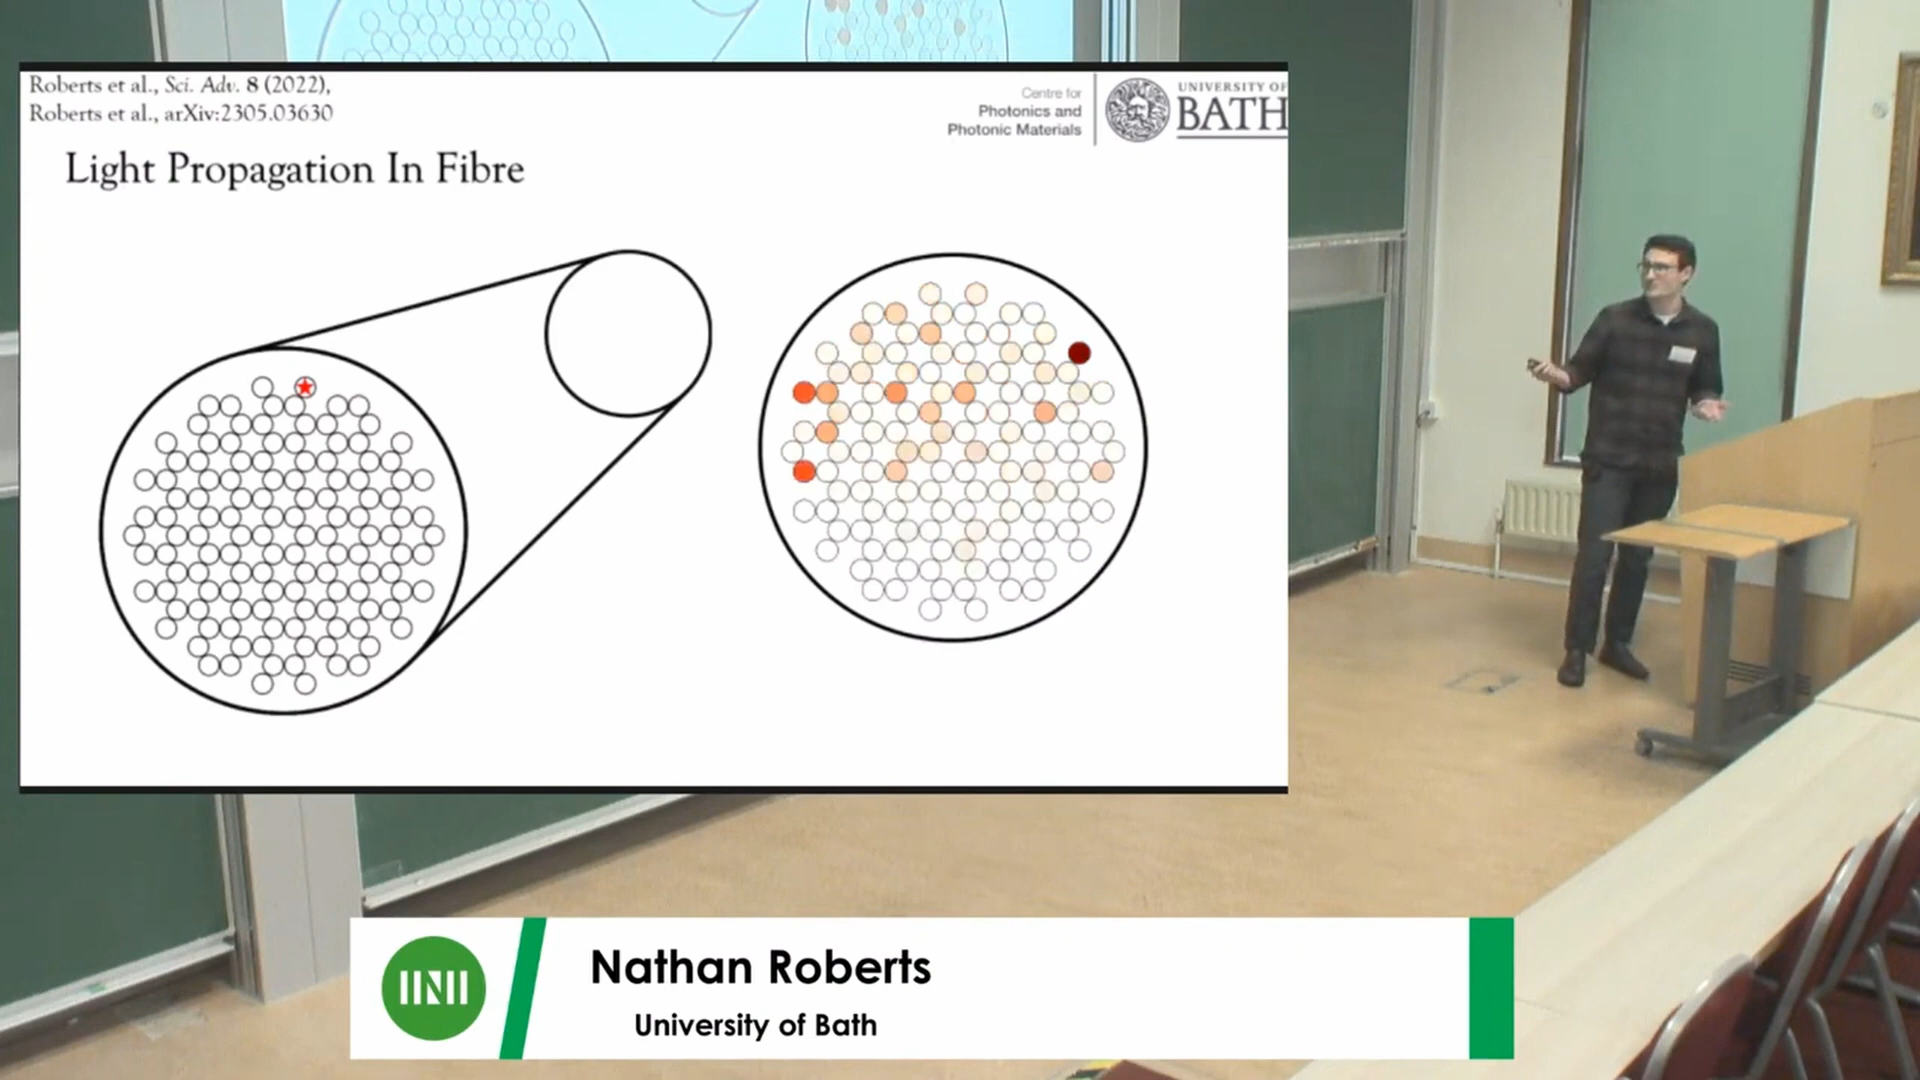 Roberts et al., Sci. Adv. 8 (2022),
Roberts et al., arXiv:2305.03630
Centre for
Photonics and
Photonic Materials
UNIVERSITY OF
BATH
Light Propagation In Fibre
Nathan Roberts
University of Bath